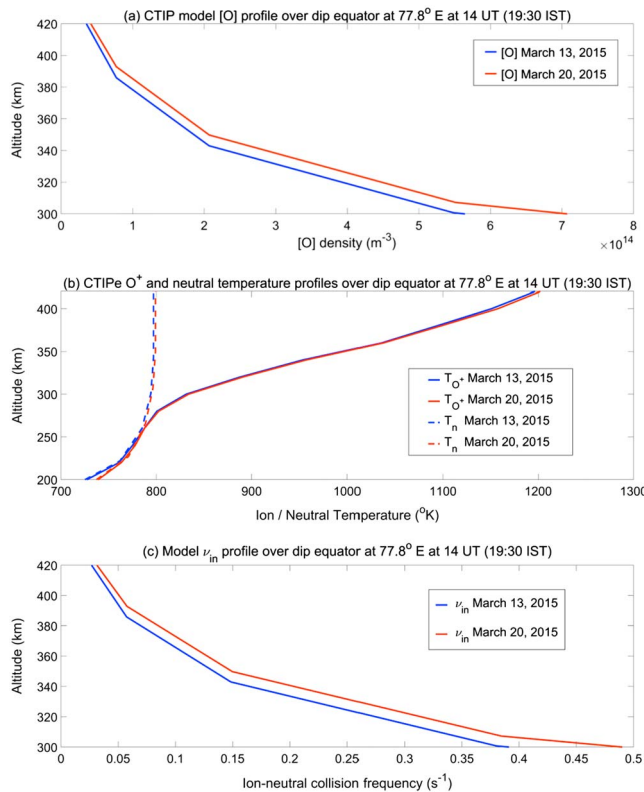 (a) CTIP model [O] profile over dip equator at 77.8° E at 14 UT (19:30 IST)
420
400
380
360
340
320
300
Altitude (km)
[O] March 13, 2015
[O] March 20, 2015
0 1 2 3 4 5 6 7 8
[O] density (m⁻³)
×10¹⁴
(b) CTIPe O⁺ and neutral temperature profiles over dip equator at 77.8° E at 14 UT (19:30 IST)
400
350
300
250
200
Altitude (km)
T_O⁺ March 13, 2015
T_O⁺ March 20, 2015
T_n March 13, 2015
T_n March 20, 2015
700 800 900 1000 1100 1200 1300
Ion / Neutral Temperature (°K)
(c) Model ν_in profile over dip equator at 77.8° E at 14 UT (19:30 IST)
420
400
380
360
340
320
300
Altitude (km)
ν_in March 13, 2015
ν_in March 20, 2015
0 0.05 0.1 0.15 0.2 0.25 0.3 0.35 0.4 0.45 0.5
Ion-neutral collision frequency (s⁻¹)